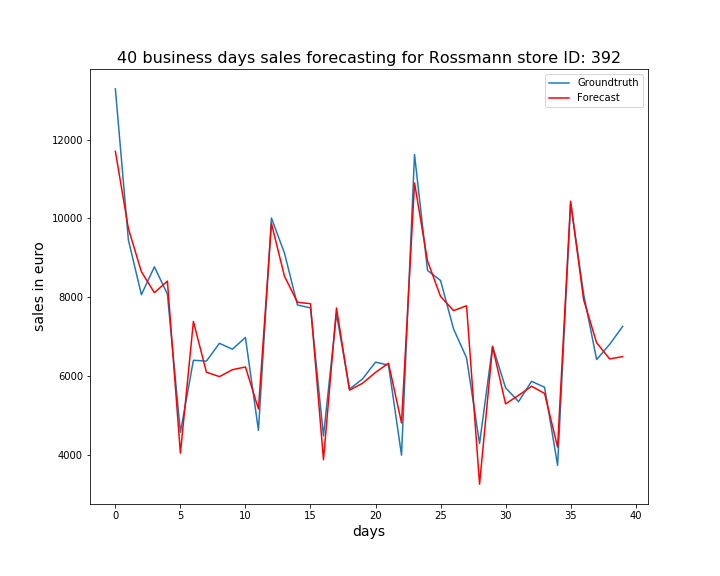 40 business days sales forecasting for Rossmann store ID: 392
Groundtruth
Forecast
12000
10000
8000
6000
4000
sales in euro
0 5 10 15 20 25 30 35 40
days